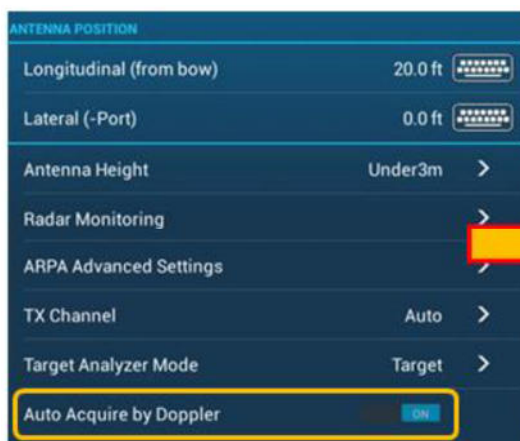 ANTENNA POSITION
Longitudinal (from bow) 20.0 ft
Lateral (-Port) 0.0 ft
Antenna Height Under3m
Radar Monitoring
ARPA Advanced Settings
TX Channel Auto
Target Analyzer Mode Target
Auto Acquire by Doppler ON